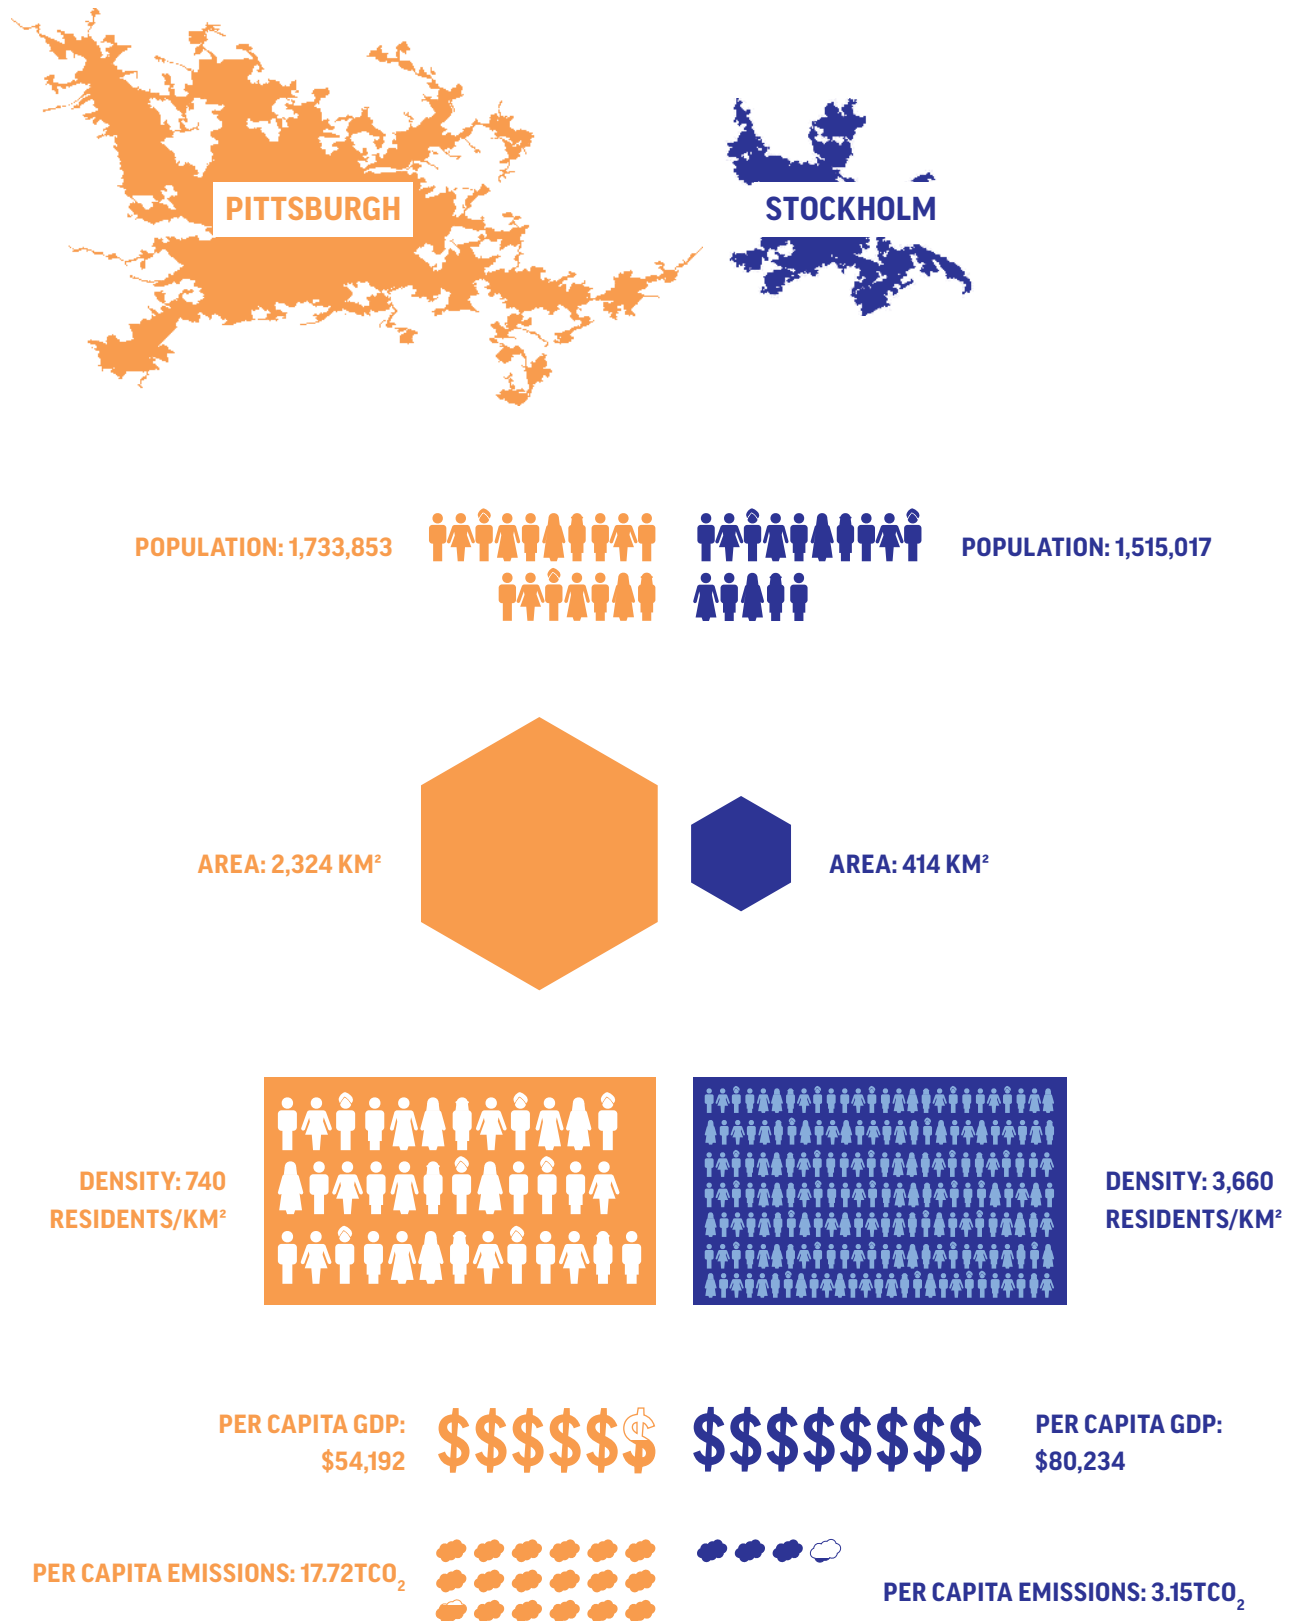 PITTSBURGH
STOCKHOLM
POPULATION: 1,733,853
POPULATION: 1,515,017
AREA: 2,324 KM²
AREA: 414 KM²
DENSITY: 740
RESIDENTS/KM²
DENSITY: 3,660
RESIDENTS/KM²
PER CAPITA GDP:
$54,192
PER CAPITA GDP:
$80,234
PER CAPITA EMISSIONS: 17.72TCO₂
PER CAPITA EMISSIONS: 3.15TCO₂